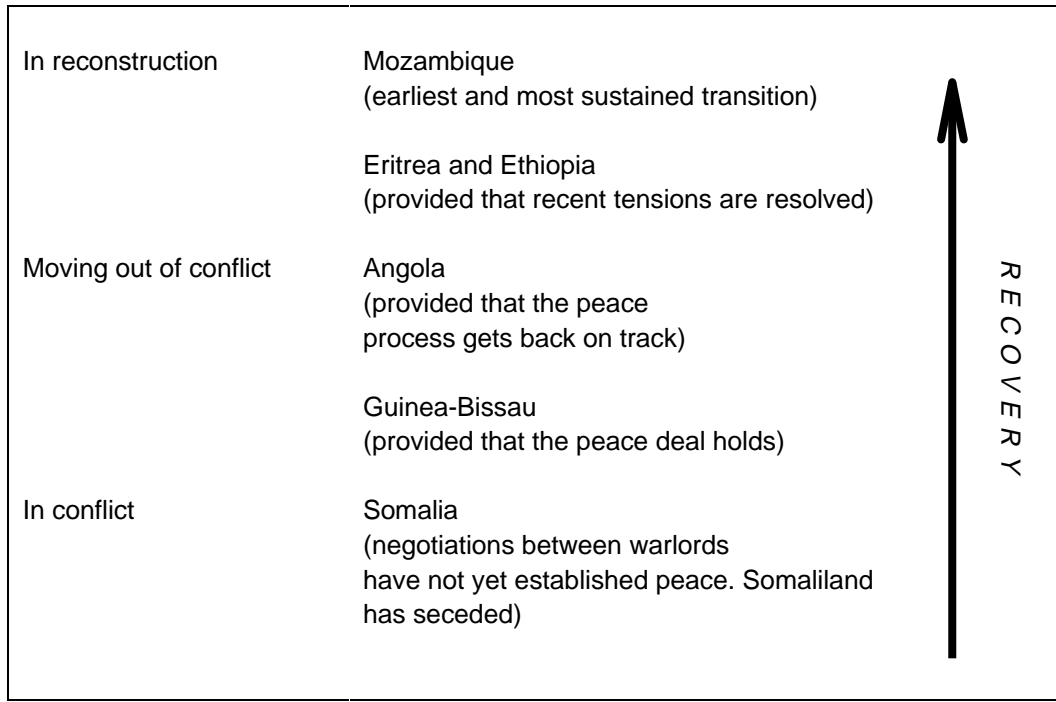 In reconstruction Mozambique
(earliest and most sustained transition)
Eritrea and Ethiopia
(provided that recent tensions are resolved)
Moving out of conflict Angola
(provided that the peace
process gets back on track)
Guinea-Bissau
(provided that the peace deal holds)
In conflict Somalia
(negotiations between warlords
have not yet established peace. Somaliland
has seceded)
RECOVERY